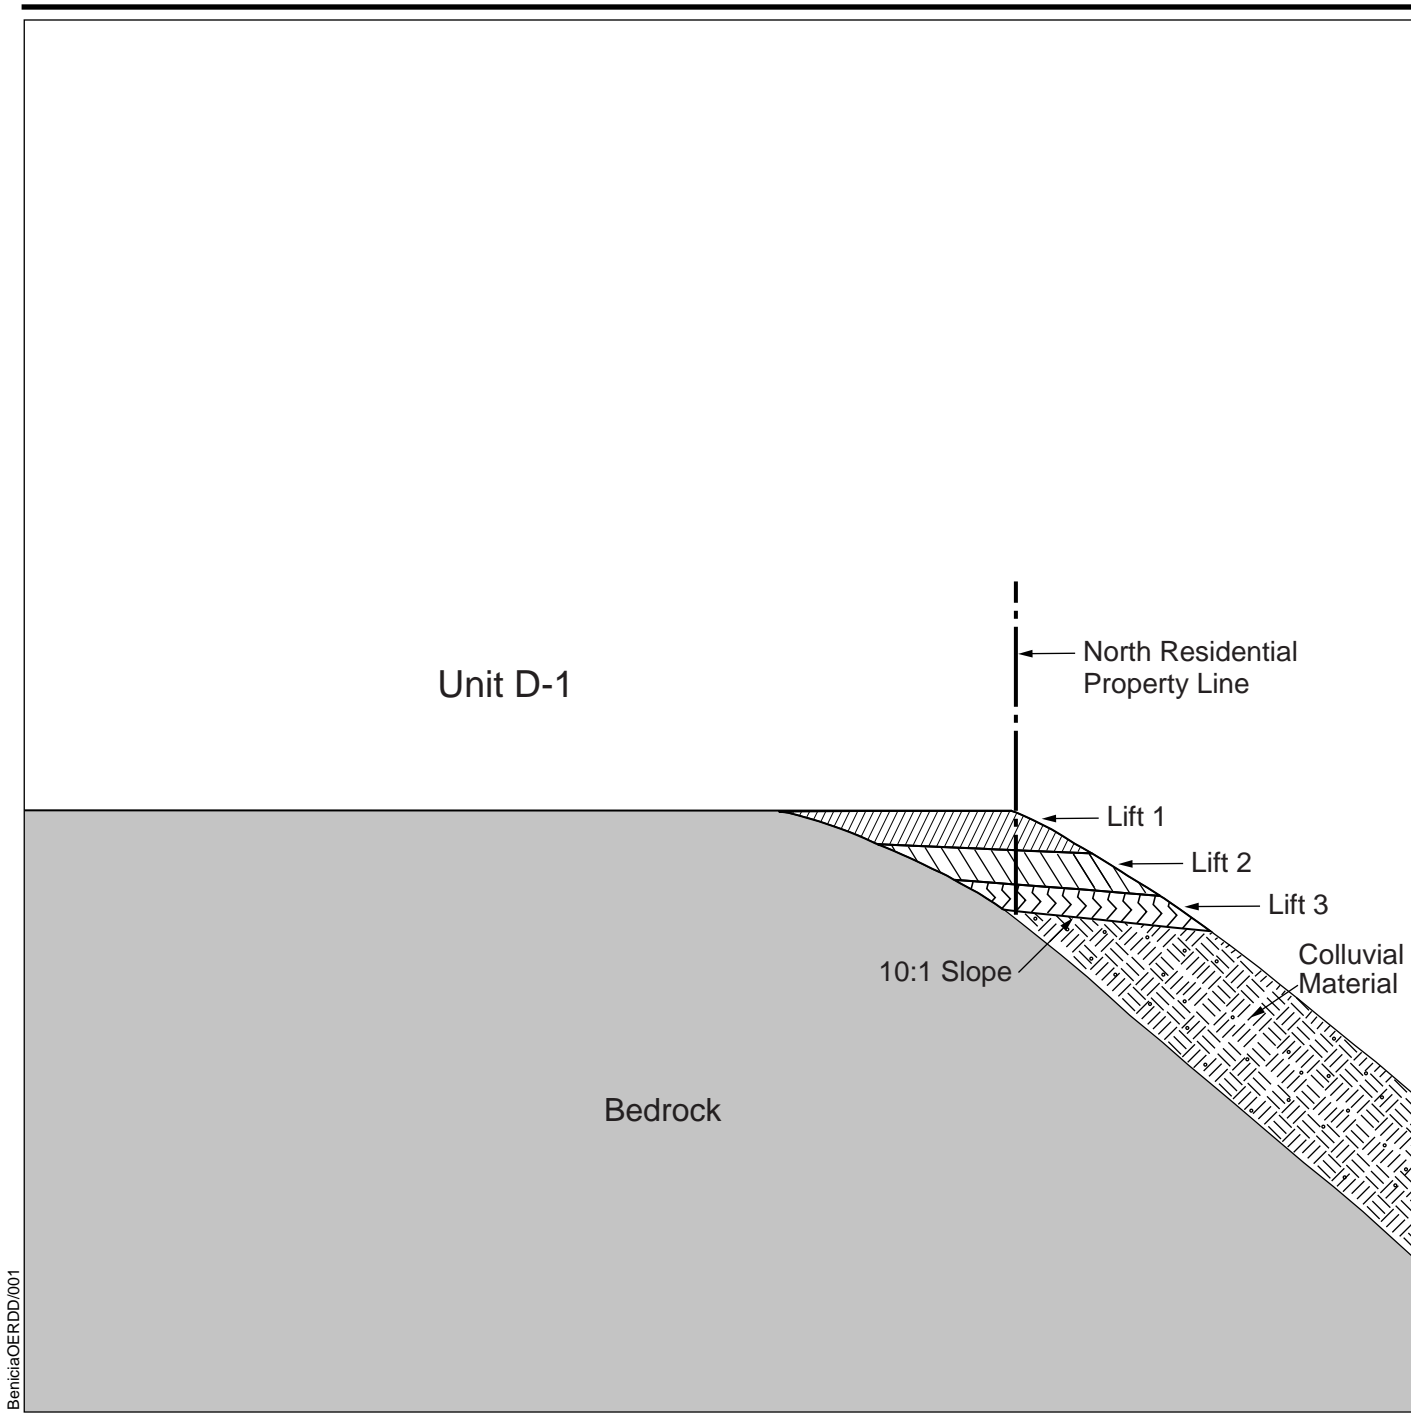 North Residential
Property Line
Unit D-1
Lift 1
Lift 2
Lift 3
Colluvial
Material
10:1 Slope
Bedrock
BeniciaOERDD/001